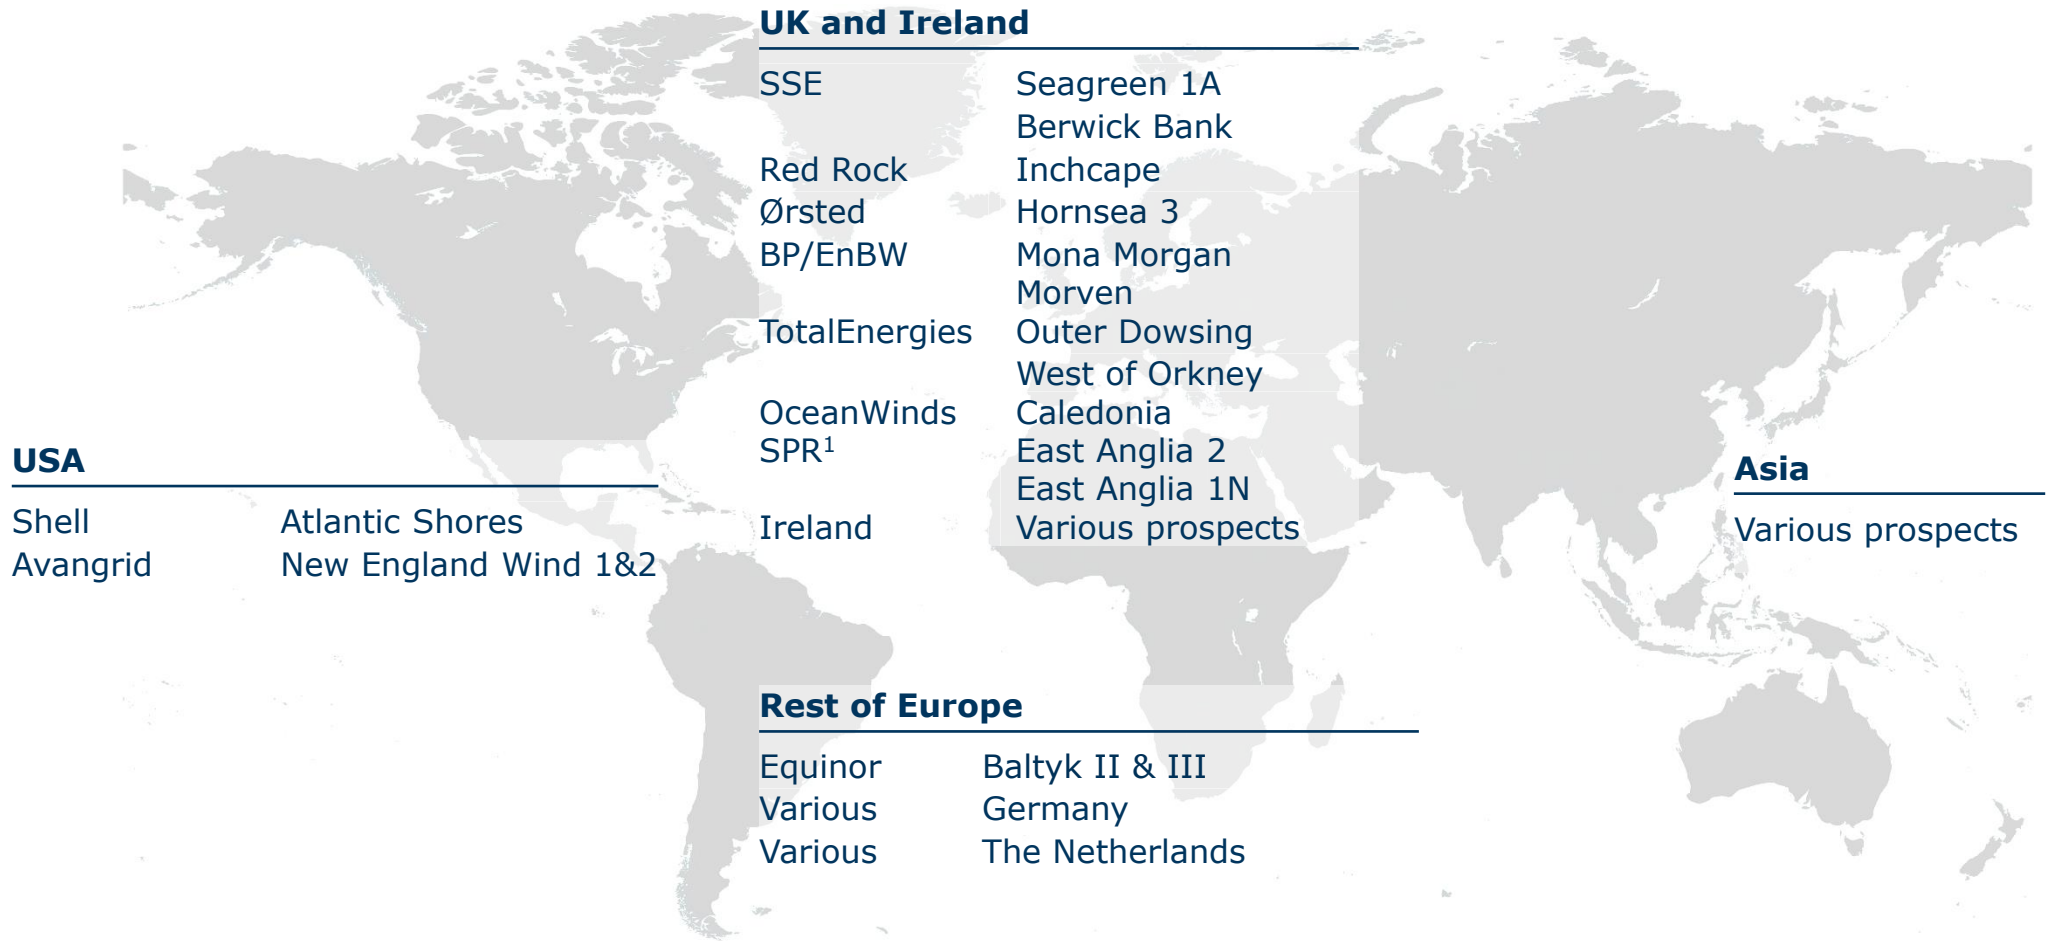 UK and Ireland
SSE Seagreen 1A
Berwick Bank
Red Rock Inchcape
Ørsted Hornsea 3
BP/EnBW Mona Morgan
Morven
TotalEnergies Outer Dowsing
West of Orkney
OceanWinds Caledonia
SPR¹ East Anglia 2
East Anglia 1N
Ireland Various prospects
USA
Shell Atlantic Shores
Avangrid New England Wind 1&2
Asia
Various prospects
Rest of Europe
Equinor Baltyk II & III
Various Germany
Various The Netherlands